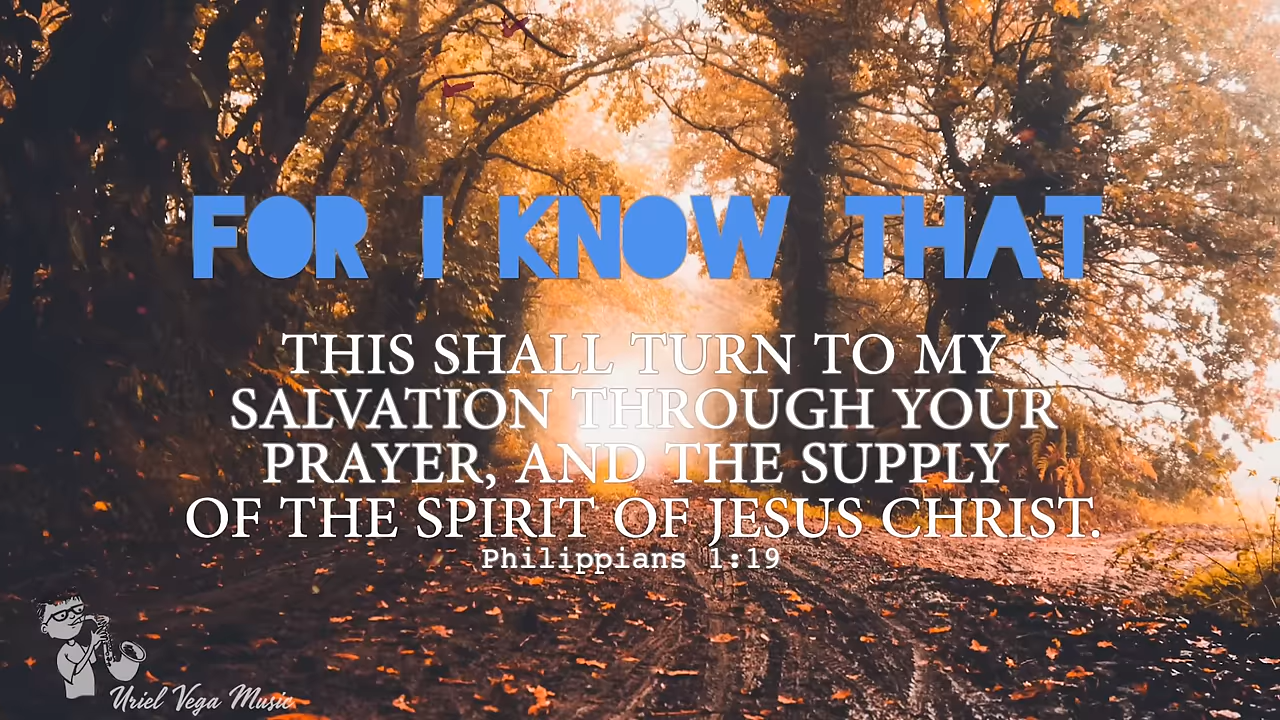 FOR I KNOW THAT
THIS SHALL TURN TO MY
SALVATION THROUGH YOUR
PRAYER, AND THE SUPPLY
OF THE SPIRIT OF JESUS CHRIST.
Philippians 1:19
Uriel Vega Music